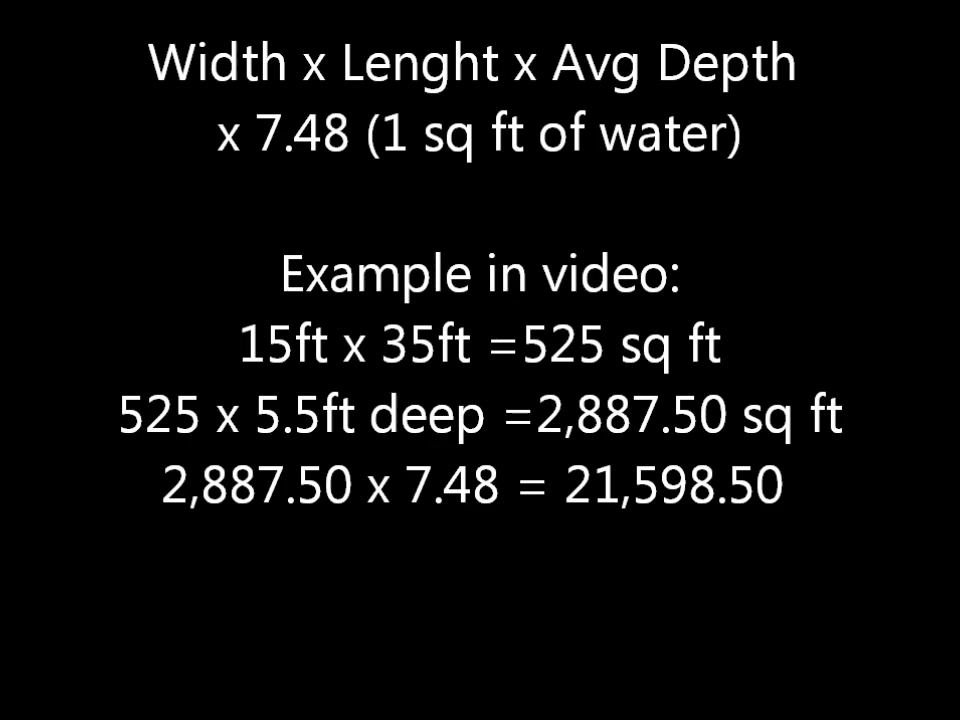 Width x Lenght x Avg Depth
x 7.48 (1 sq ft of water)
Example in video:
15ft x 35ft =525 sq ft
525 x 5.5ft deep =2,887.50 sq ft
2,887.50 x 7.48 = 21,598.50